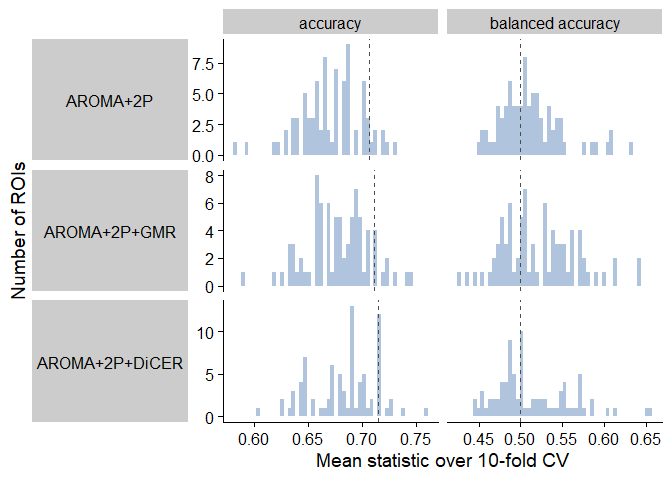 accuracy
balanced accuracy
Number of ROIs
AROMA+2P
7.5
5.0
2.5
0.0
AROMA+2P+GMR
8
6
4
2
0
AROMA+2P+DiCER
10
5
0
0.60 0.65 0.70 0.75
0.45 0.50 0.55 0.60 0.65
Mean statistic over 10-fold CV